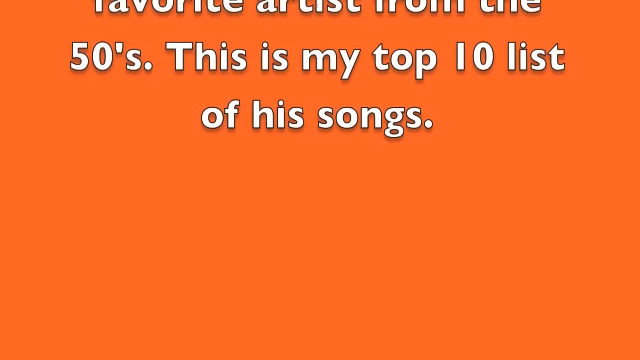 favorite artist from the
50's. This is my top 10 list
of his songs.